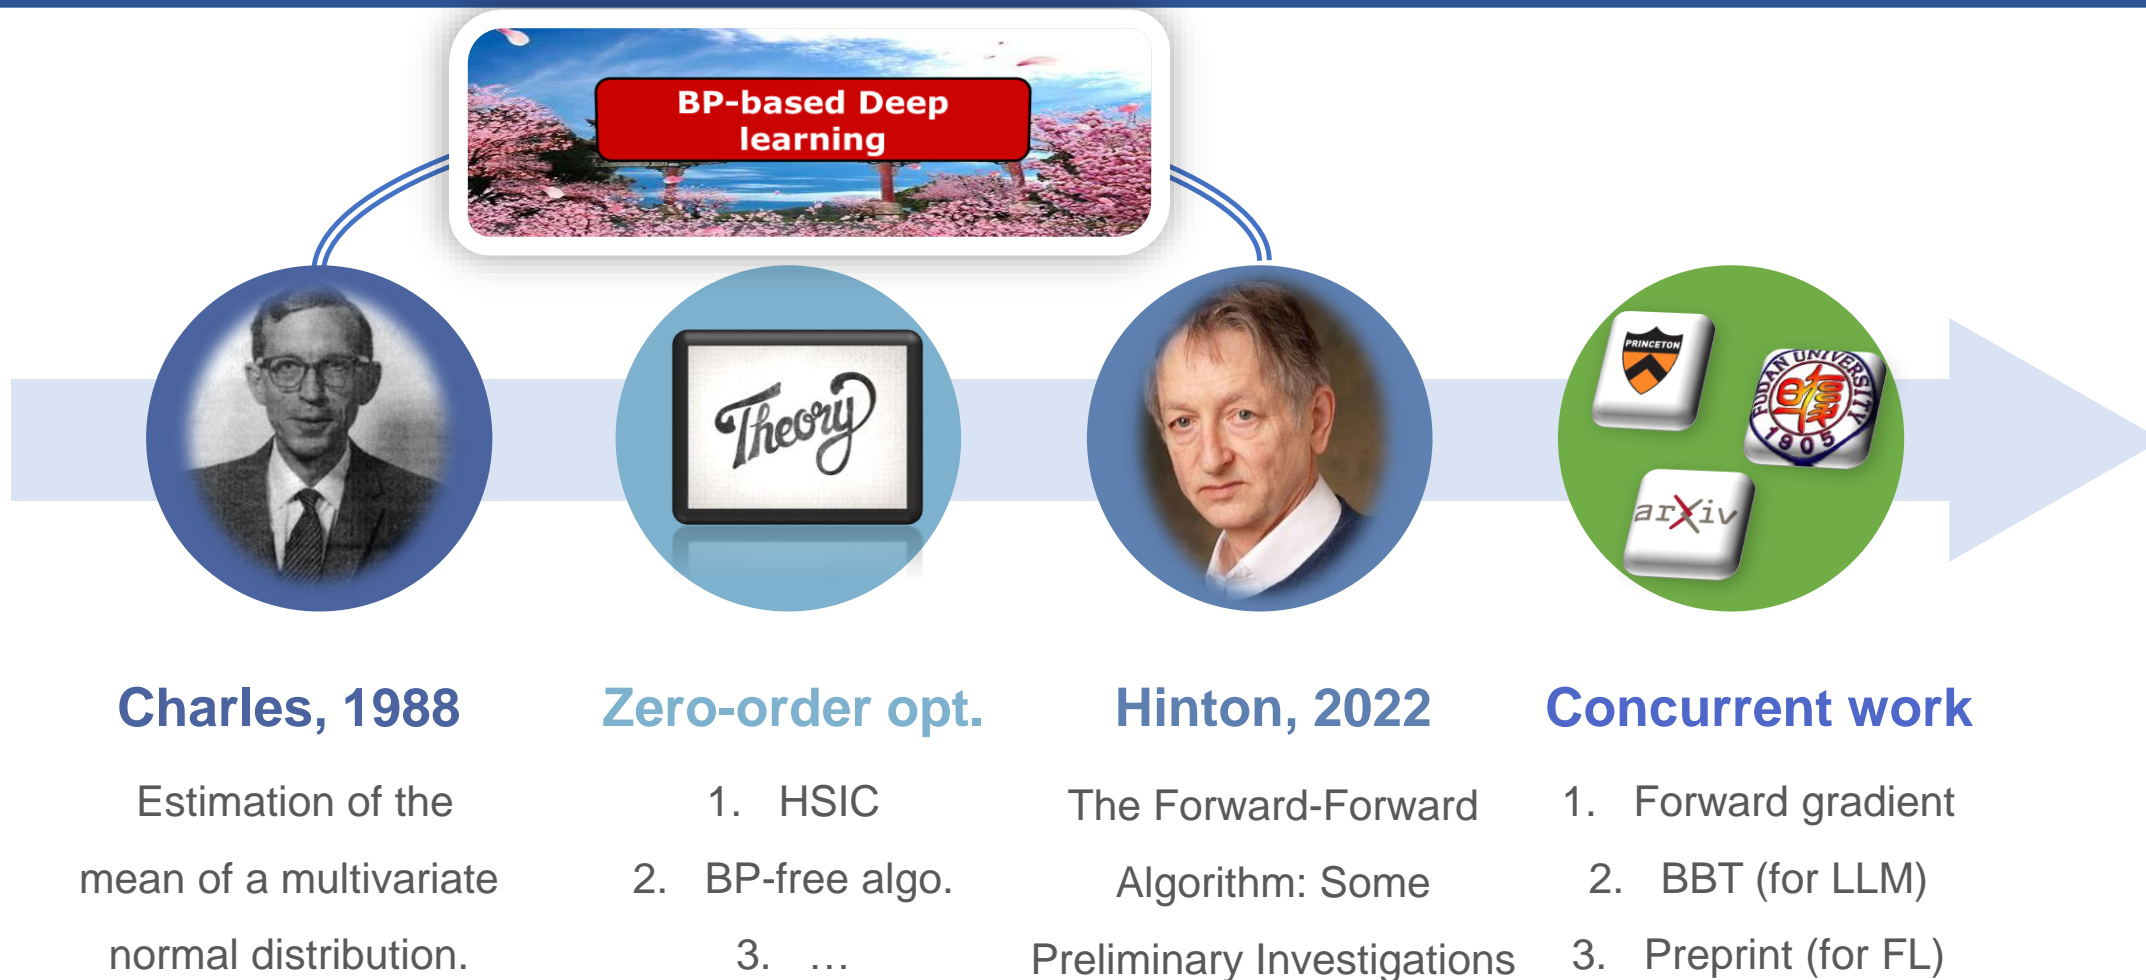 BP-based Deep
learning
Theory
PRINCETON
FUDAN UNIVERSITY
1905
arXiv
Charles, 1988
Estimation of the
mean of a multivariate
normal distribution.
Zero-order opt.
1. HSIC
2. BP-free algo.
3. …
Hinton, 2022
The Forward-Forward
Algorithm: Some
Preliminary Investigations
Concurrent work
1. Forward gradient
2. BBT (for LLM)
3. Preprint (for FL)